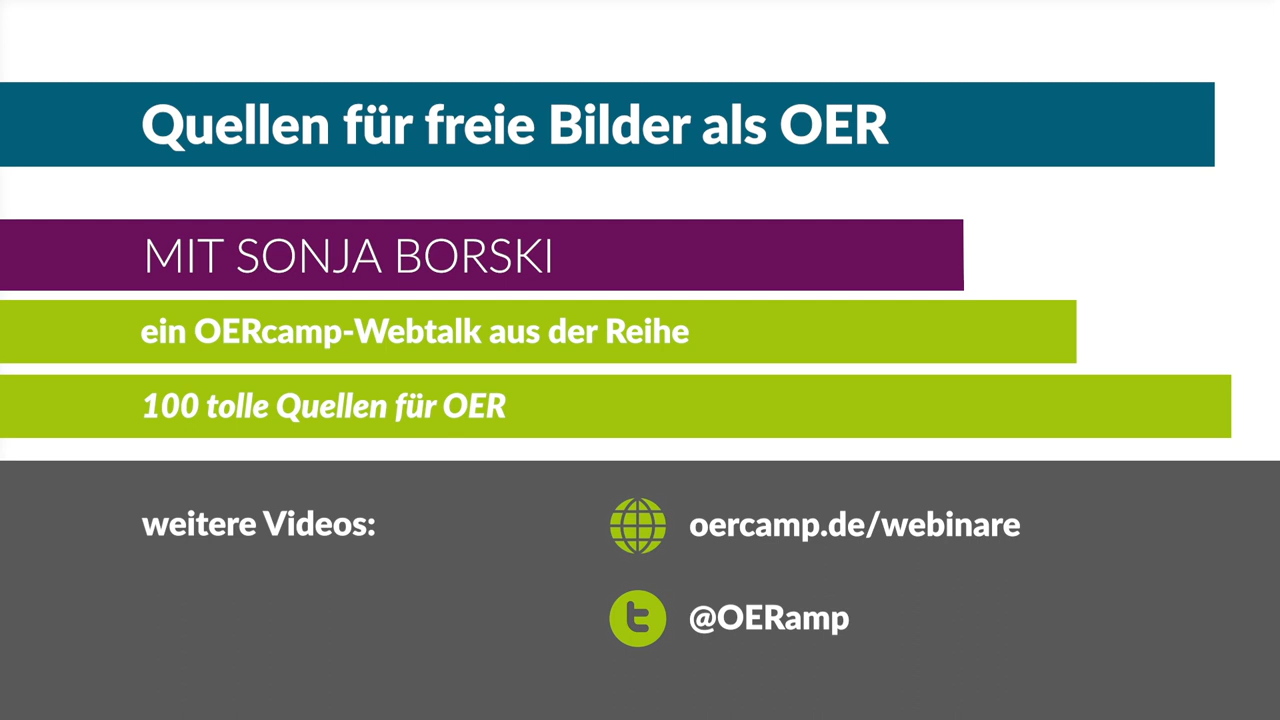 Quellen für freie Bilder als OER
MIT SONJA BORSKI
ein OERcamp-Webtalk aus der Reihe
100 tolle Quellen für OER
weitere Videos:
oercamp.de/webinare
@OERamp